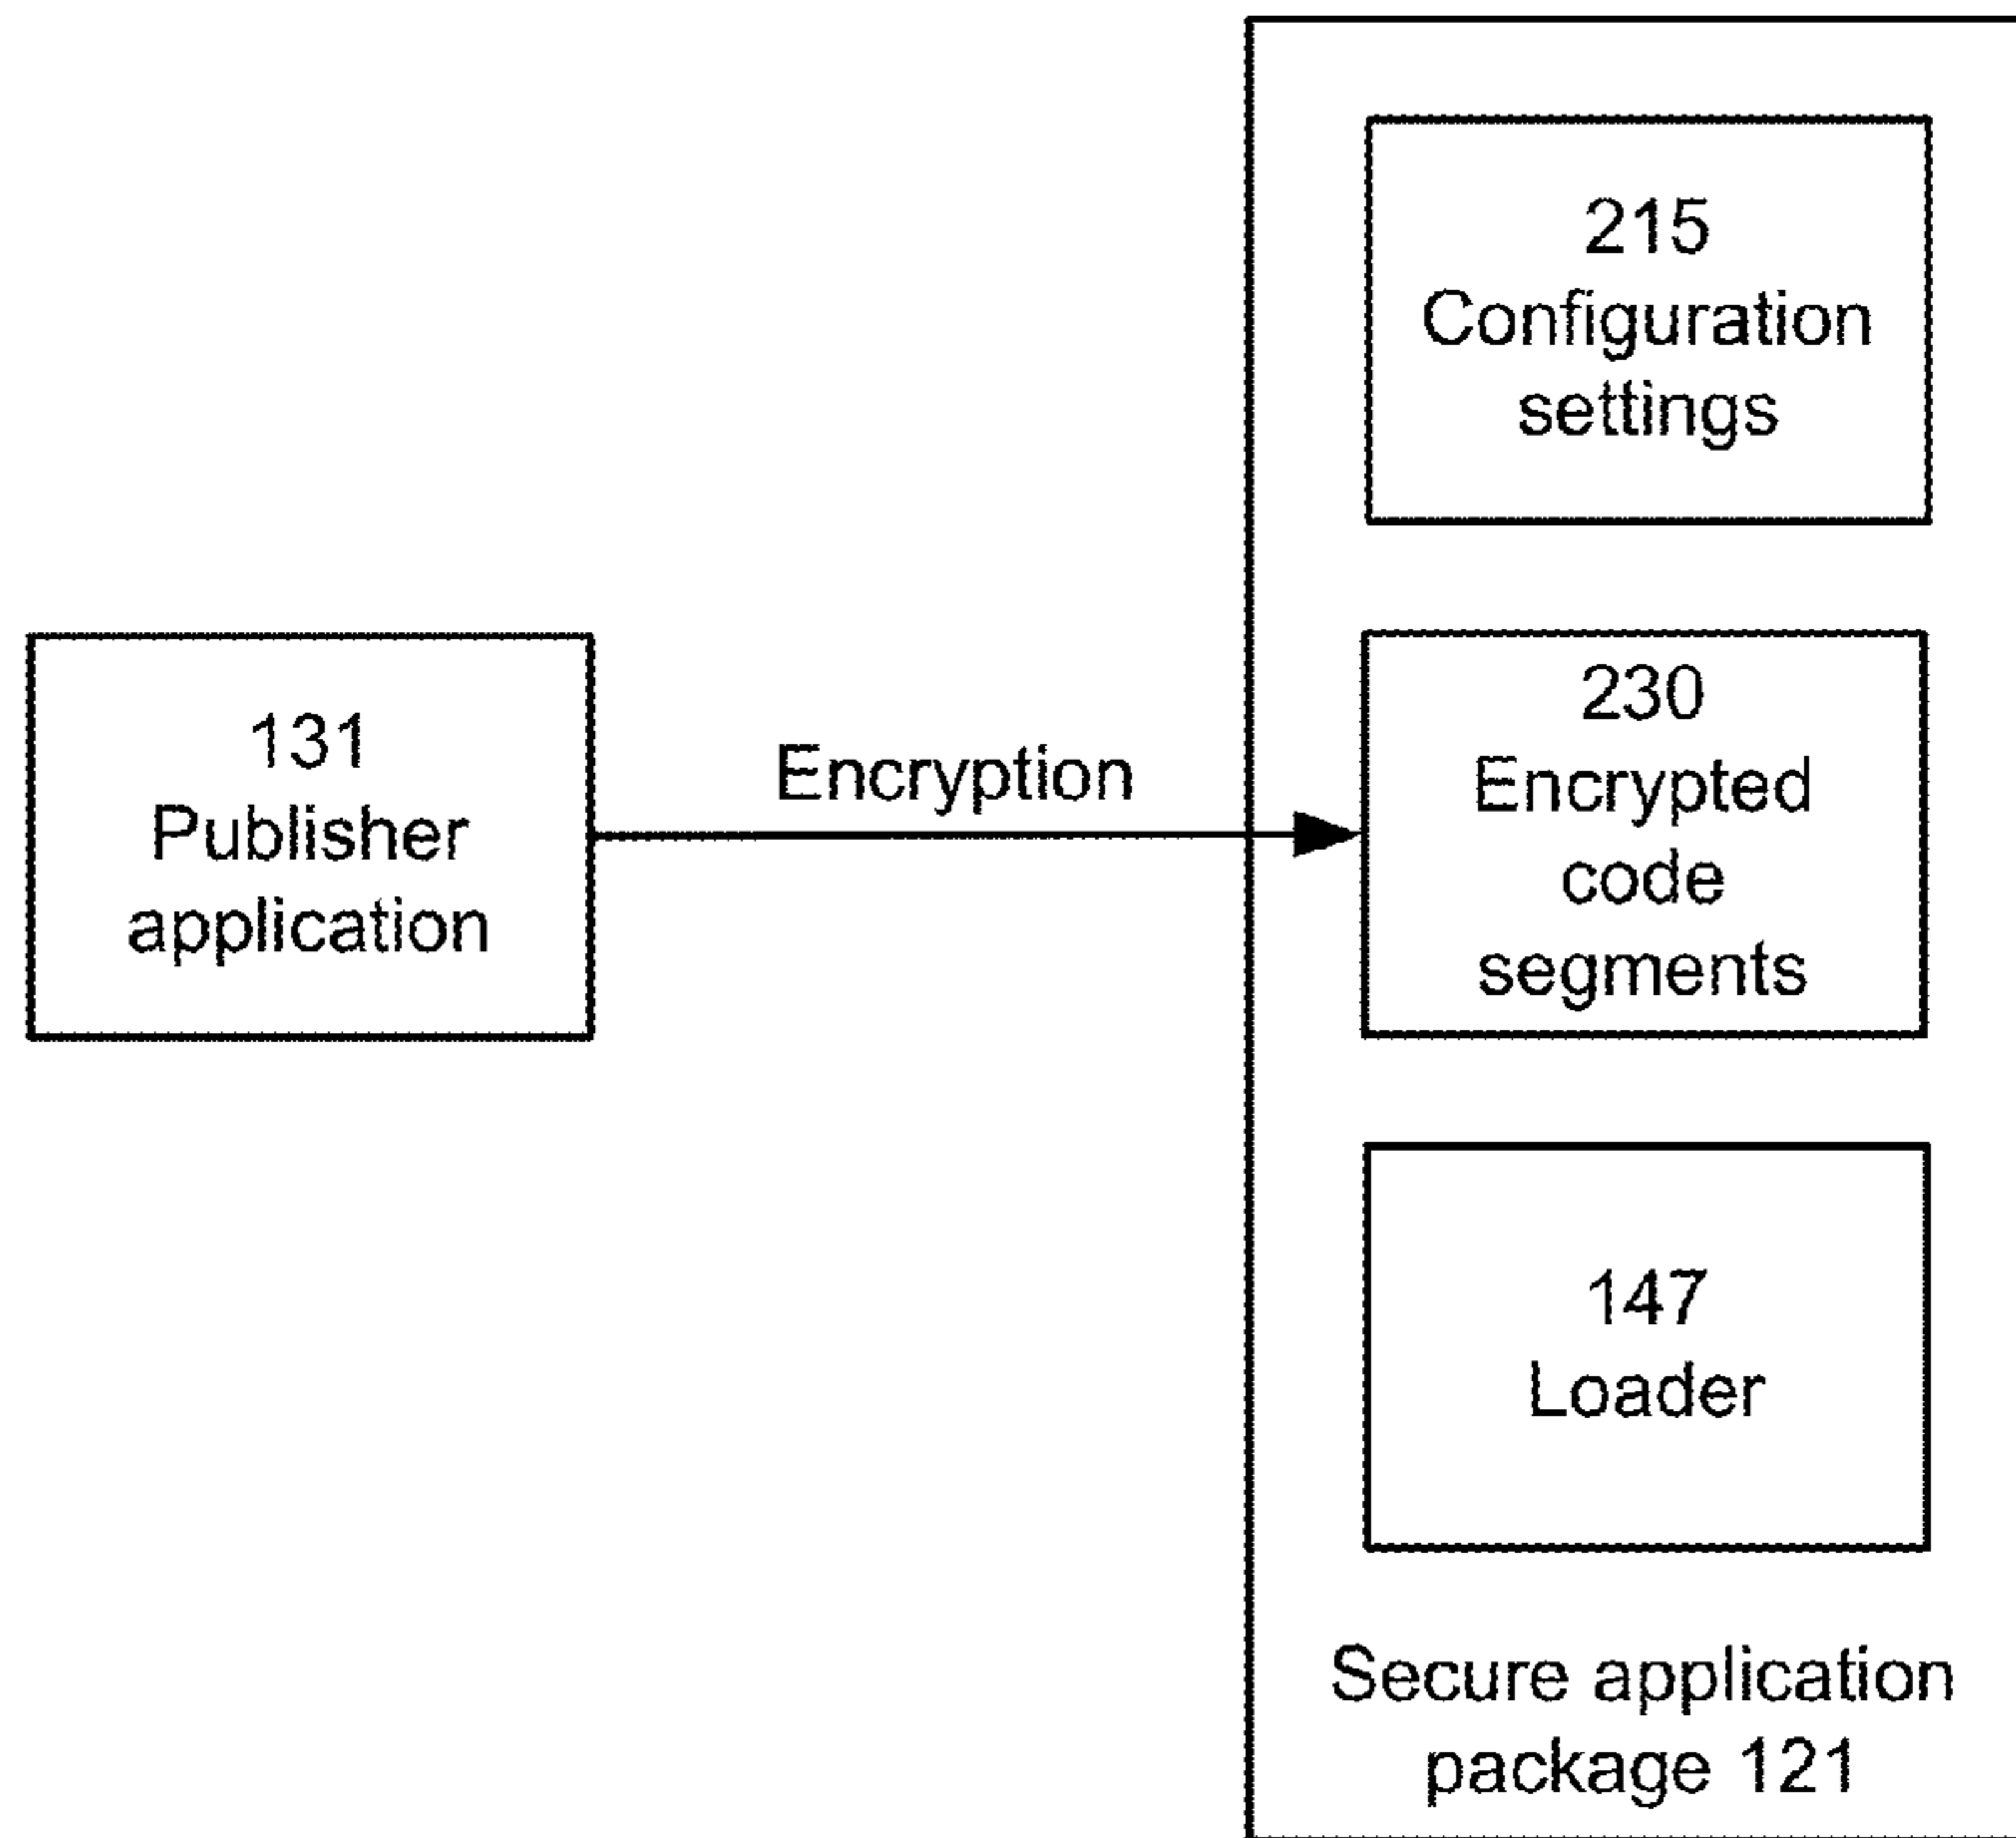 215
Configuration
settings
131
Publisher
application
Encryption
230
Encrypted
code
segments
147
Loader
Secure application
package 121